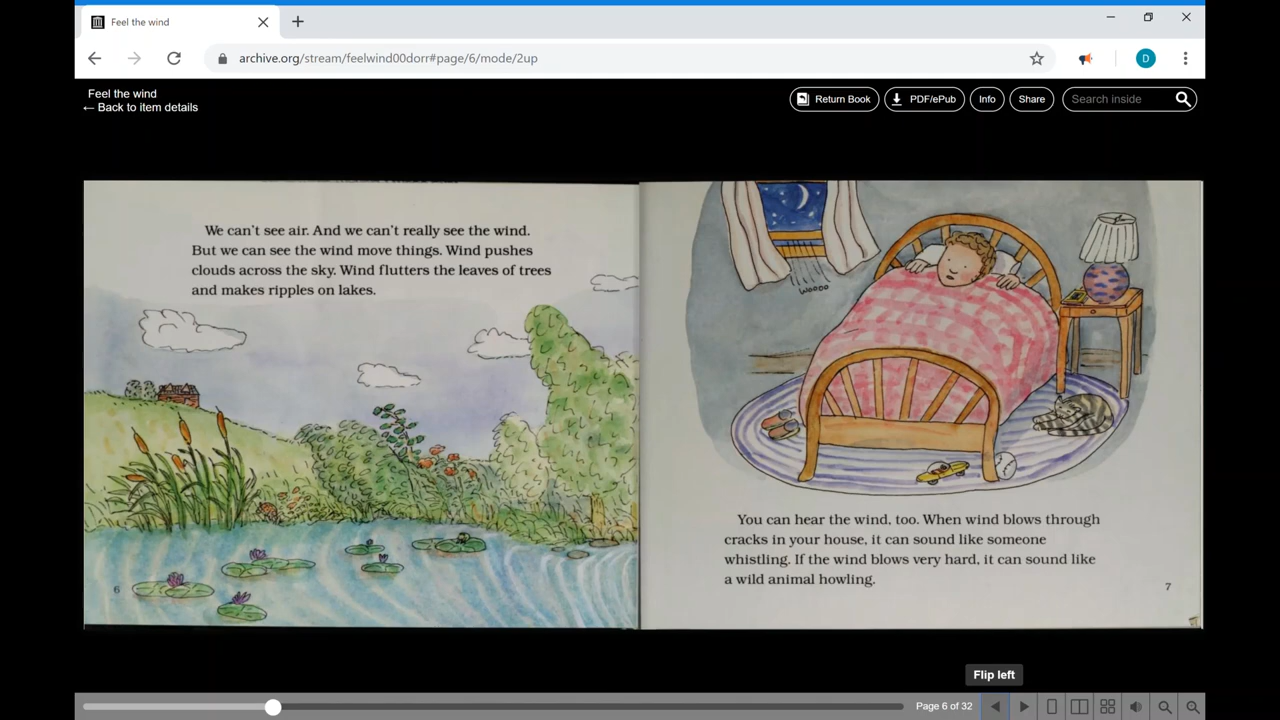 Feel the wind
archive.org/stream/feelwind00dorr#page/6/mode/2up
D
Feel the wind
← Back to item details
Return Book
PDF/ePub
Info
Share
Search inside
We can't see air. And we can't really see the wind.
But we can see the wind move things. Wind pushes
clouds across the sky. Wind flutters the leaves of trees
and makes ripples on lakes.
6
woooo
You can hear the wind, too. When wind blows through
cracks in your house, it can sound like someone
whistling. If the wind blows very hard, it can sound like
a wild animal howling.
7
Flip left
Page 6 of 32